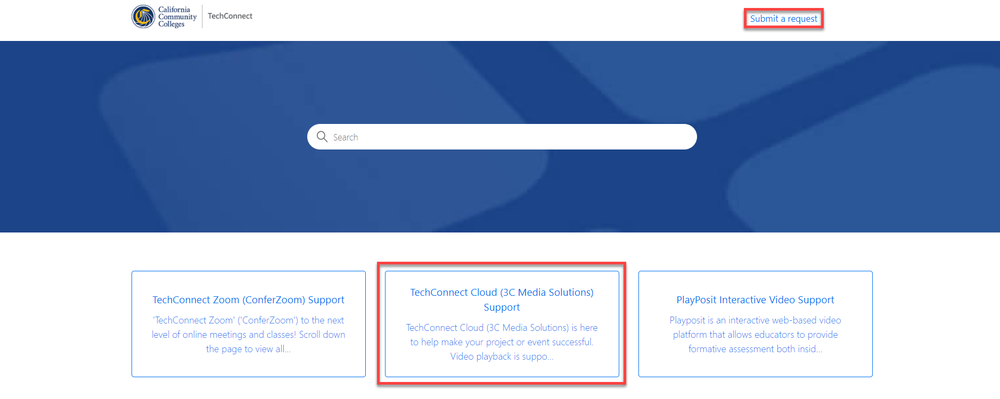 California
Community
Colleges
TechConnect
Submit a request
Search
TechConnect Zoom (ConferZoom) Support
'TechConnect Zoom' ('ConferZoom') to the next
level of online meetings and classes! Scroll down
the page to view all...
TechConnect Cloud (3C Media Solutions)
Support
TechConnect Cloud (3C Media Solutions) is here
to help make your project or event successful.
Video playback is suppo...
PlayPosit Interactive Video Support
Playposit is an interactive web-based video
platform that allows educators to provide
formative assessment both insid...